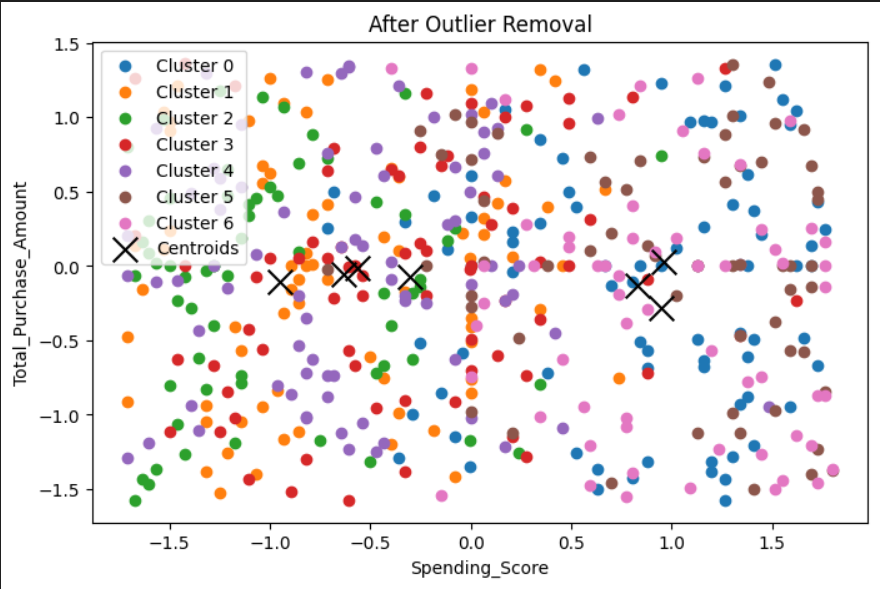 After Outlier Removal
1.5
1.0
0.5
0.0
−0.5
−1.0
−1.5
Total_Purchase_Amount
Cluster 0
Cluster 1
Cluster 2
Cluster 3
Cluster 4
Cluster 5
Cluster 6
Centroids
−1.5 −1.0 −0.5 0.0 0.5 1.0 1.5
Spending_Score